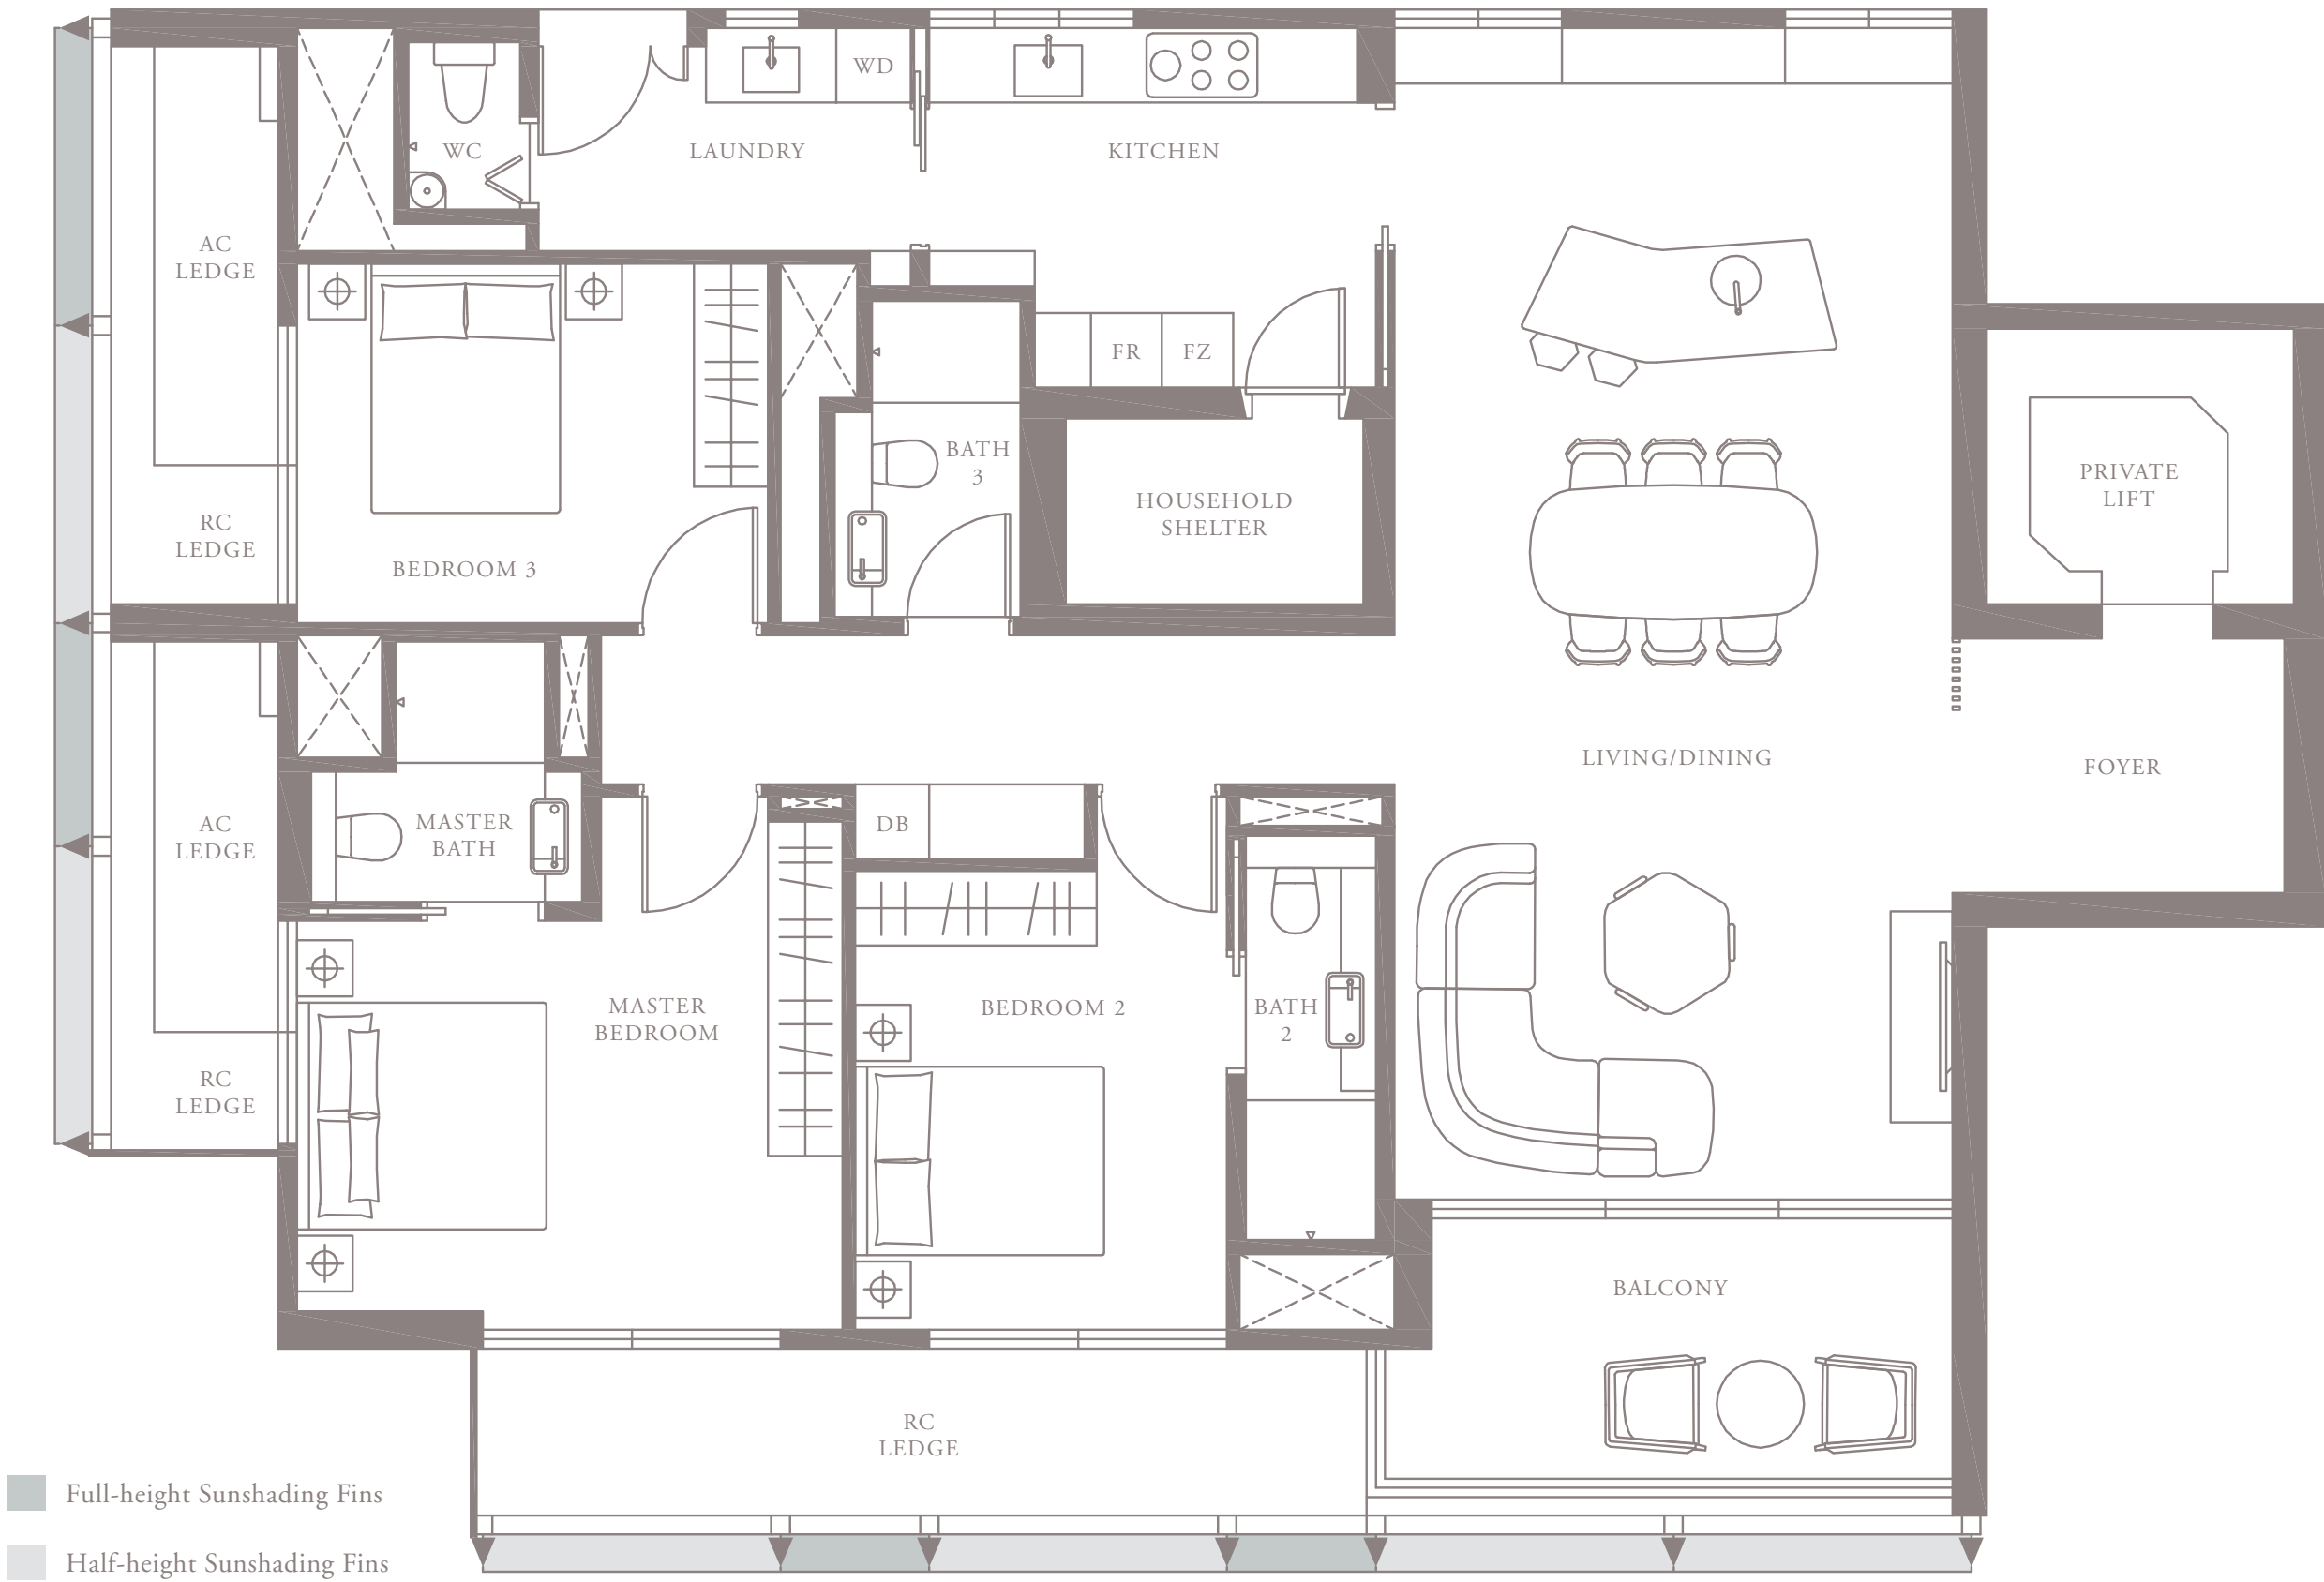 WD
WC
LAUNDRY
KITCHEN
AC
LEDGE
FR
FZ
BATH
3
PRIVATE
LIFT
HOUSEHOLD
SHELTER
RC
LEDGE
BEDROOM 3
LIVING/DINING
FOYER
AC
LEDGE
MASTER
BATH
DB
MASTER
BEDROOM
BEDROOM 2
BATH
2
RC
LEDGE
BALCONY
RC
LEDGE
Full-height Sunshading Fins
Half-height Sunshading Fins